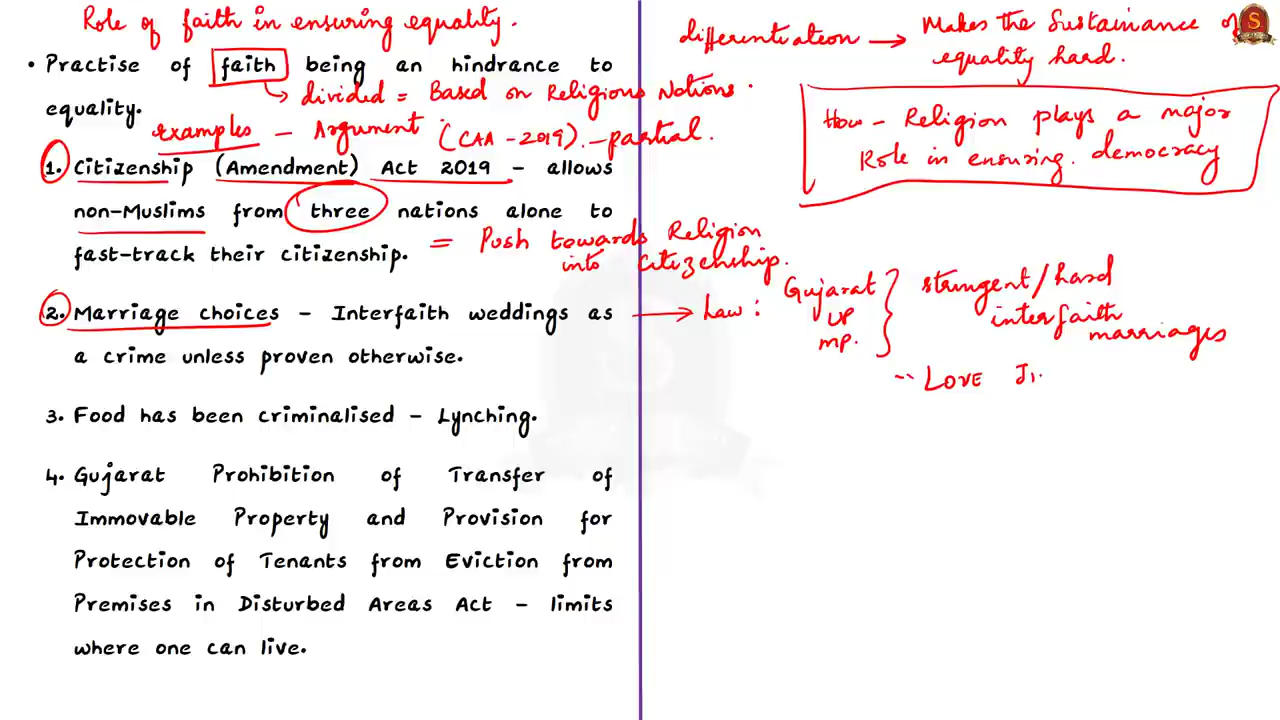 Role of faith in ensuring equality.
• Practise of faith being an hindrance to
equality.
divided = Based on Religious Notions.
examples - Argument (CAA - 2019). - partial.
1. Citizenship (Amendment) Act 2019 - allows
non-Muslims from three nations alone to
fast-track their citizenship.
= Push towards Religion
into citizenship.
2. Marriage choices - Interfaith weddings as
a crime unless proven otherwise.
3. Food has been criminalised - Lynching.
4. Gujarat Prohibition of Transfer of
Immovable Property and Provision for
Protection of Tenants from Eviction from
Premises in Disturbed Areas Act - limits
where one can live.
differentiation → Makes the Sustainance of
equality hard.
How - Religion plays a major
Role in ensuring. democracy
→ Law : Gujarat
UP
MP.
stringent/hard
interfaith
marriages
-- LOVE J